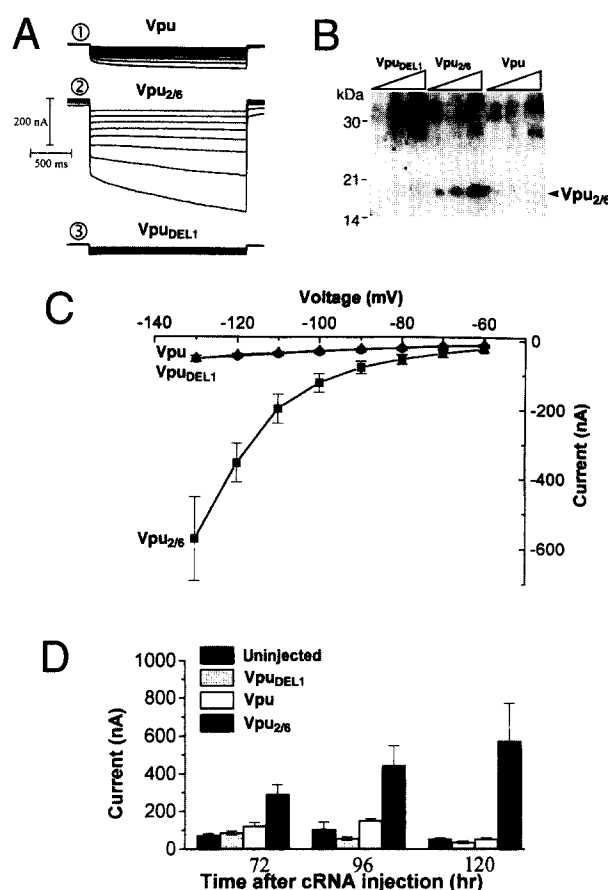 A
① Vpu
② Vpu2/6
200 nA
500 ms
③ VpuDEL1
B
VpuDEL1 Vpu2/6 Vpu
kDa
30
21
14
Vpu2/6
C
Voltage (mV)
-140 -120 -100 -80 -60
0
-200
-400
-600
Current (nA)
Vpu
VpuDEL1
Vpu2/6
D
Uninjected
VpuDEL1
Vpu
Vpu2/6
1000
800
600
400
200
0
Current (nA)
72 96 120
Time after cRNA injection (hr)